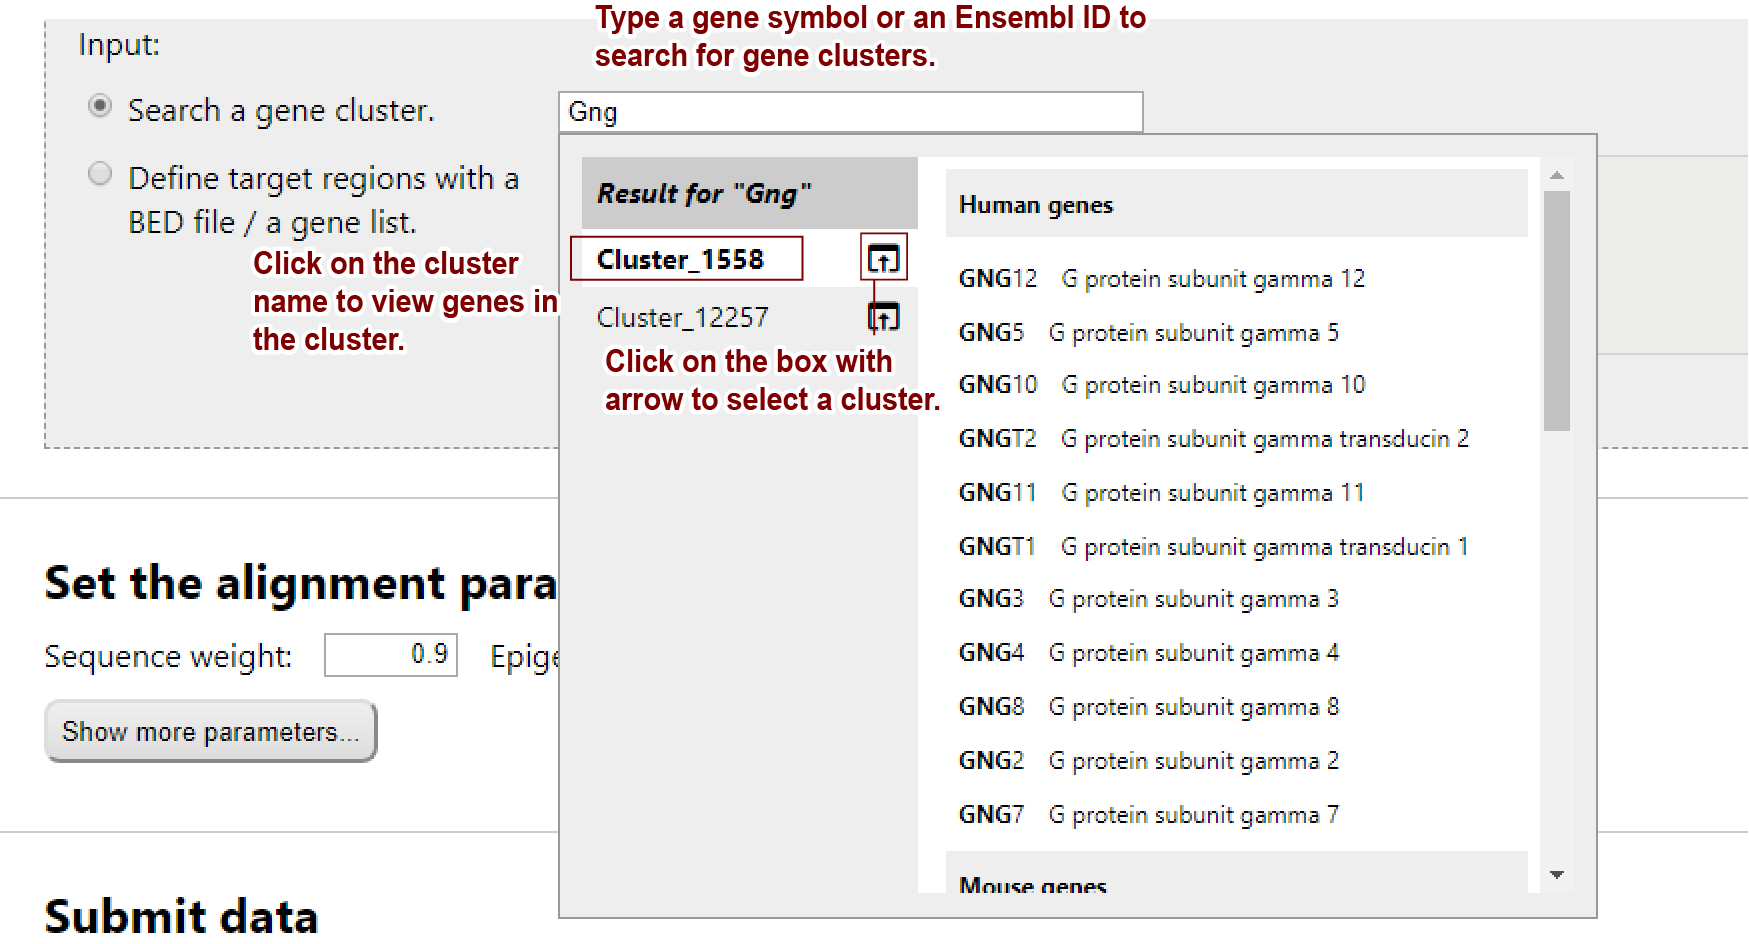 Type a gene symbol or an Ensembl ID to
search for gene clusters.
Input:
Search a gene cluster.
Gng
Define target regions with a
BED file / a gene list.
Click on the cluster
name to view genes in
the cluster.
Result for "Gng"
Cluster_1558
Cluster_12257
Click on the box with
arrow to select a cluster.
Human genes
GNG12 G protein subunit gamma 12
GNG5 G protein subunit gamma 5
GNG10 G protein subunit gamma 10
GNGT2 G protein subunit gamma transducin 2
GNG11 G protein subunit gamma 11
GNGT1 G protein subunit gamma transducin 1
GNG3 G protein subunit gamma 3
GNG4 G protein subunit gamma 4
GNG8 G protein subunit gamma 8
GNG2 G protein subunit gamma 2
GNG7 G protein subunit gamma 7
Mouse genes
Set the alignment para
Sequence weight: 0.9 Epige
Show more parameters...
Submit data